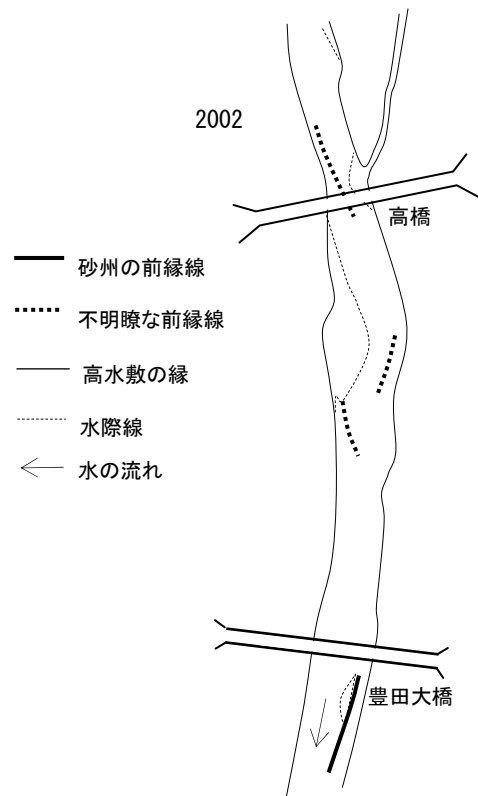 2002
高橋
砂州の前縁線
不明瞭な前縁線
高水敷の縁
水際線
水の流れ
豊田大橋